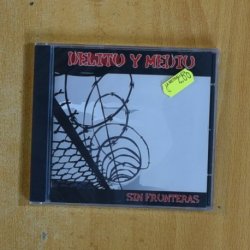 DELITO Y MEDIO
SIN FRONTERAS